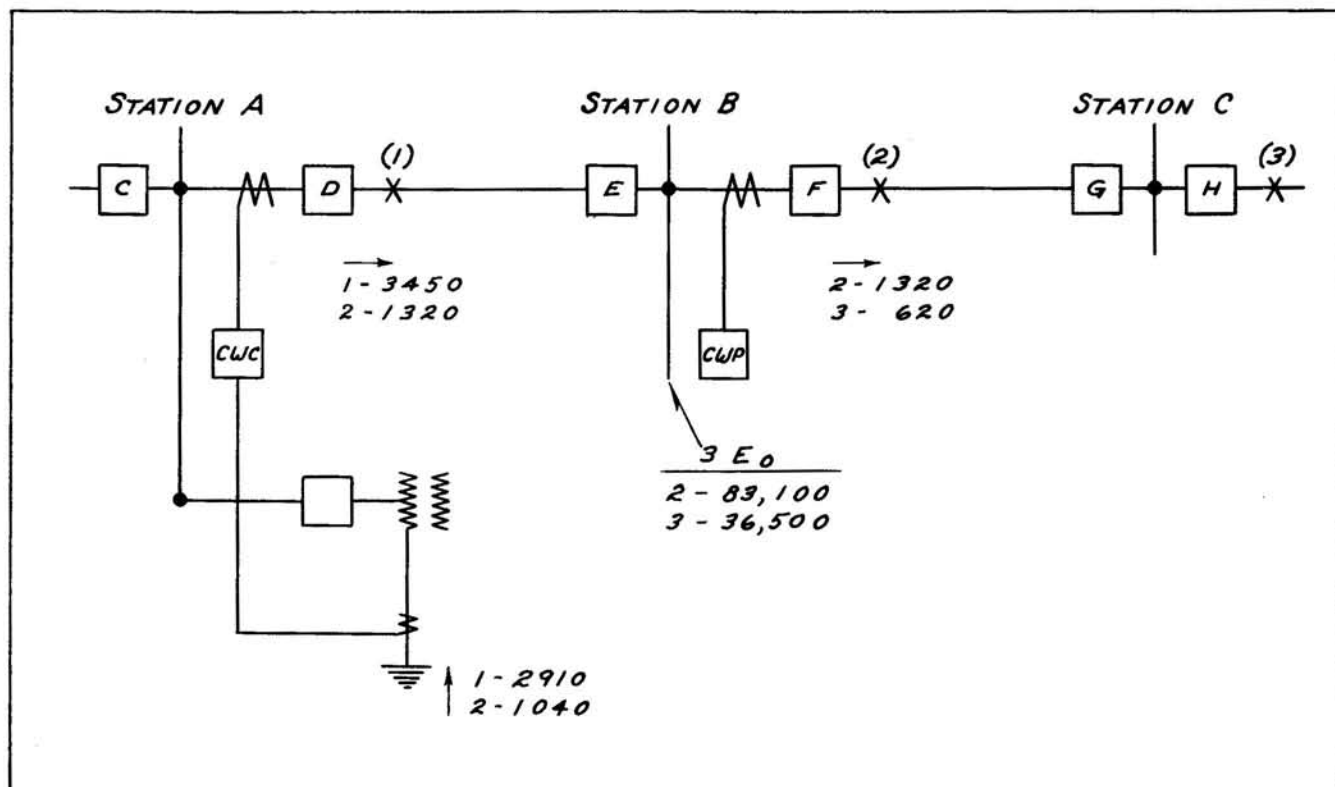 STATION A
STATION B
STATION C
(1)
(2)
(3)
C
D
E
F
G
H
1 - 3450
2 - 1320
2 - 1320
3 - 620
CWC
CWP
3 E0
2 - 83,100
3 - 36,500
1 - 2910
2 - 1040